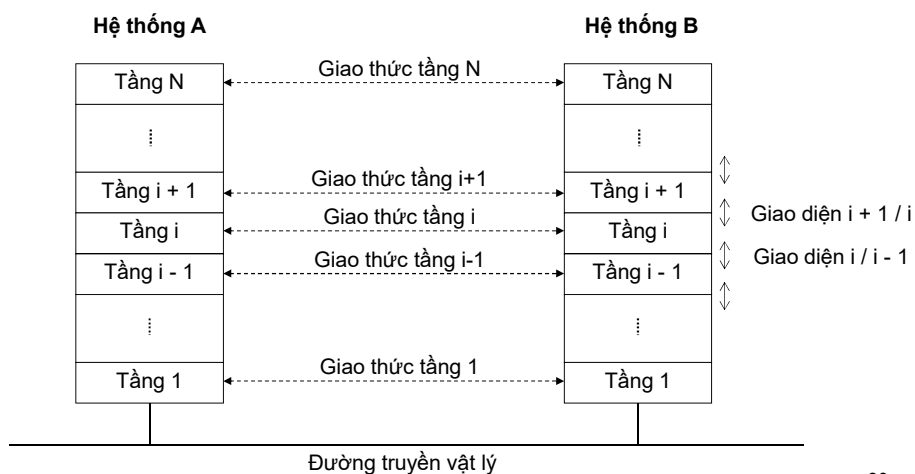 Hệ thống A Hệ thống B
Tầng N Giao thức tầng N Tầng N
Tầng i + 1 Giao thức tầng i+1 Tầng i + 1
Tầng i Giao thức tầng i Tầng i Giao diện i + 1 / i
Tầng i - 1 Giao thức tầng i-1 Tầng i - 1 Giao diện i / i - 1
Tầng 1 Giao thức tầng 1 Tầng 1
Đường truyền vật lý